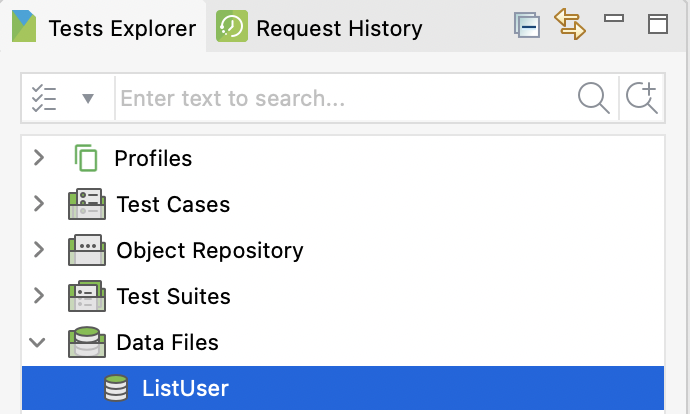 Tests Explorer Request History
Enter text to search...
Profiles
Test Cases
Object Repository
Test Suites
Data Files
ListUser